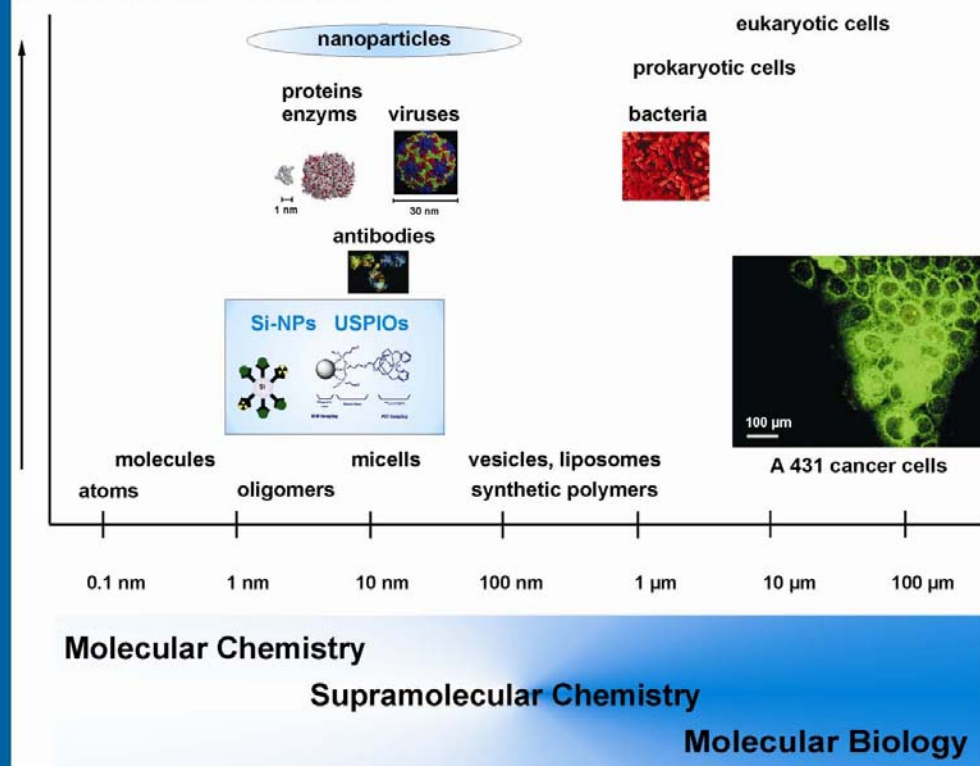 nanoparticles
eukaryotic cells
prokaryotic cells
proteins
enzyms
viruses
bacteria
1 nm
30 nm
antibodies
Si-NPs USPIOs
Si
100 µm
molecules
micells
vesicles, liposomes
A 431 cancer cells
atoms
oligomers
synthetic polymers
0.1 nm 1 nm 10 nm 100 nm 1 µm 10 µm 100 µm
Molecular Chemistry
Supramolecular Chemistry
Molecular Biology